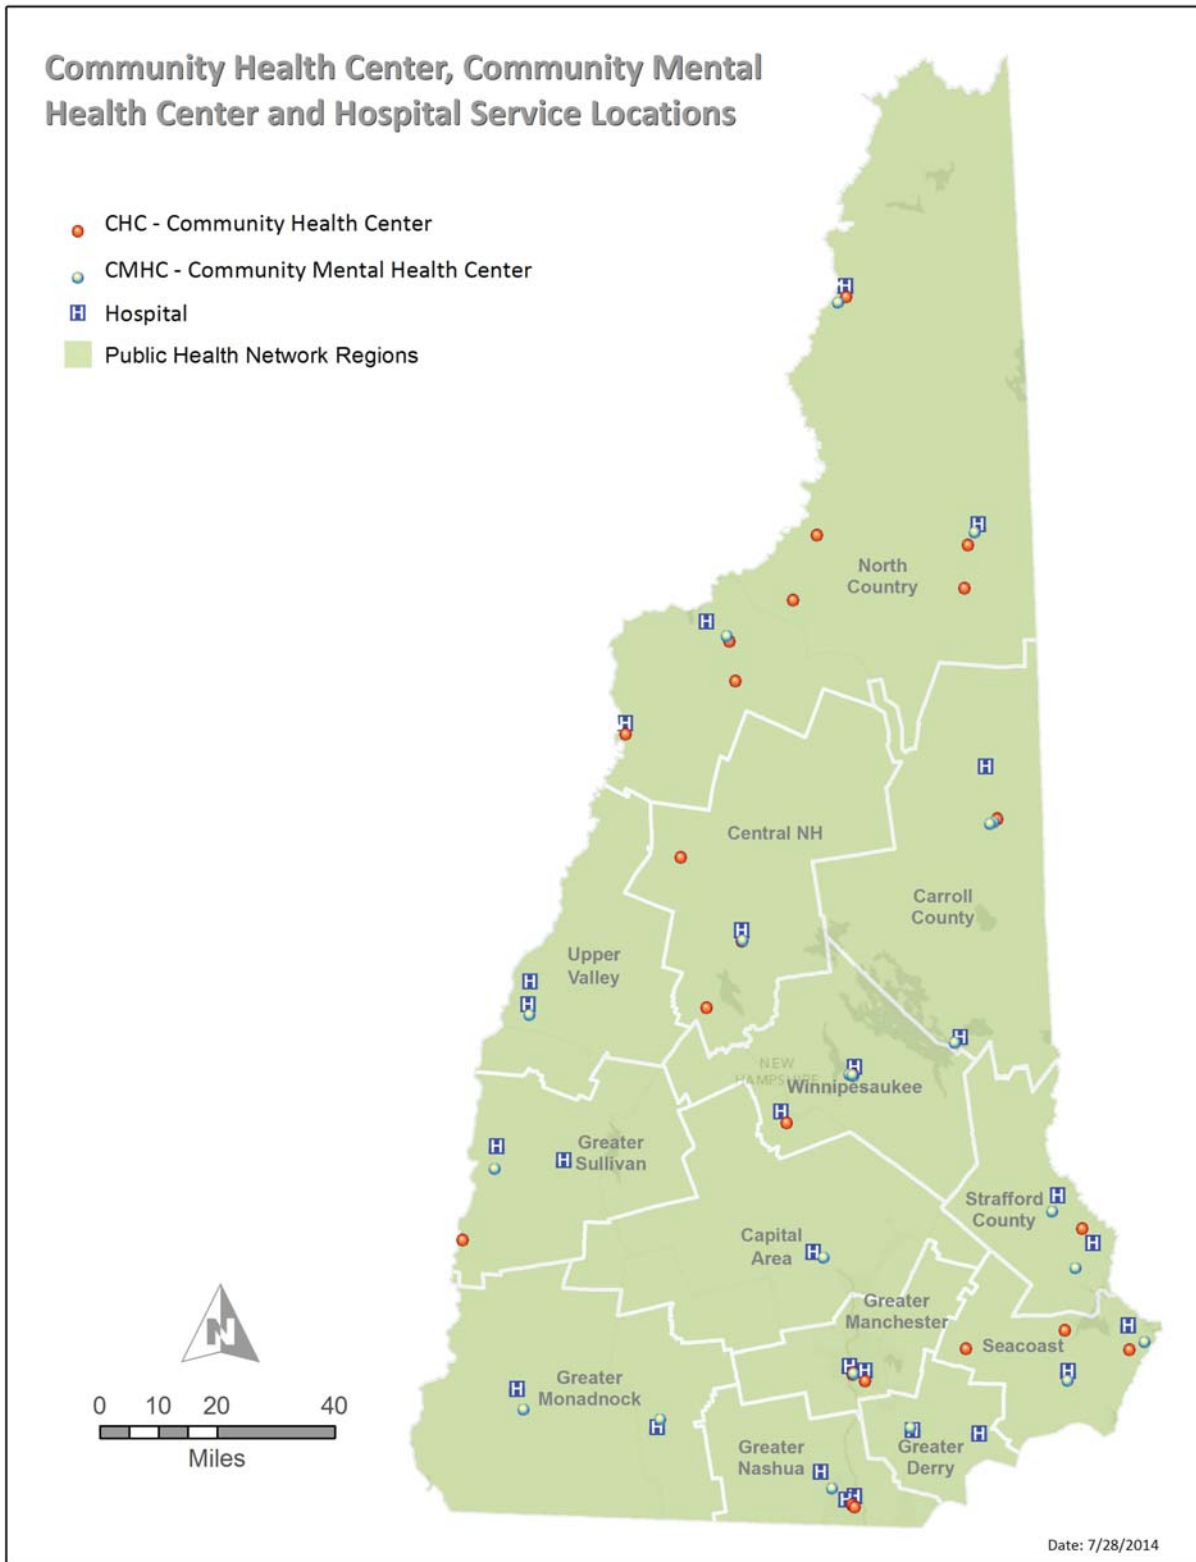 Community Health Center, Community Mental
Health Center and Hospital Service Locations
CHC - Community Health Center
CMHC - Community Mental Health Center
H Hospital
Public Health Network Regions
H
H
North
Country
H
H
H
Central NH
Carroll
County
H
Upper
Valley
H
H
H
NEW
HAMPSHIRE
H
Winnipesaukee
H
H
H
Greater
Sullivan
H
Strafford
County
H
Capital
Area
H
Greater
Manchester
H
Seacoast
H
H
H
H
Greater
Monadnock
H
H
H
Greater
Derry
H
Greater
Nashua
H
H
H
N
0 10 20 40
Miles
Date: 7/28/2014